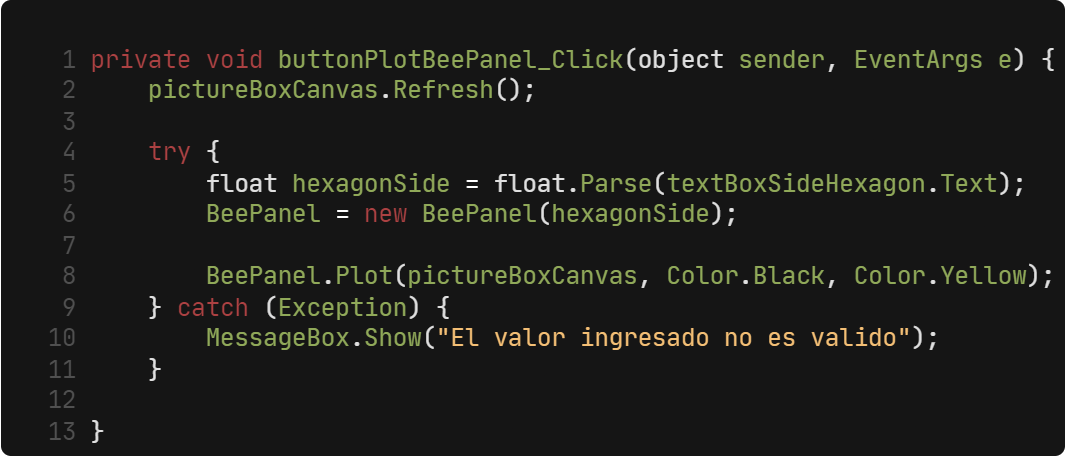 1 private void buttonPlotBeePanel_Click(object sender, EventArgs e) {
2     pictureBoxCanvas.Refresh();
3
4     try {
5         float hexagonSide = float.Parse(textBoxSideHexagon.Text);
6         BeePanel = new BeePanel(hexagonSide);
7
8         BeePanel.Plot(pictureBoxCanvas, Color.Black, Color.Yellow);
9     } catch (Exception) {
10         MessageBox.Show("El valor ingresado no es valido");
11     }
12
13 }